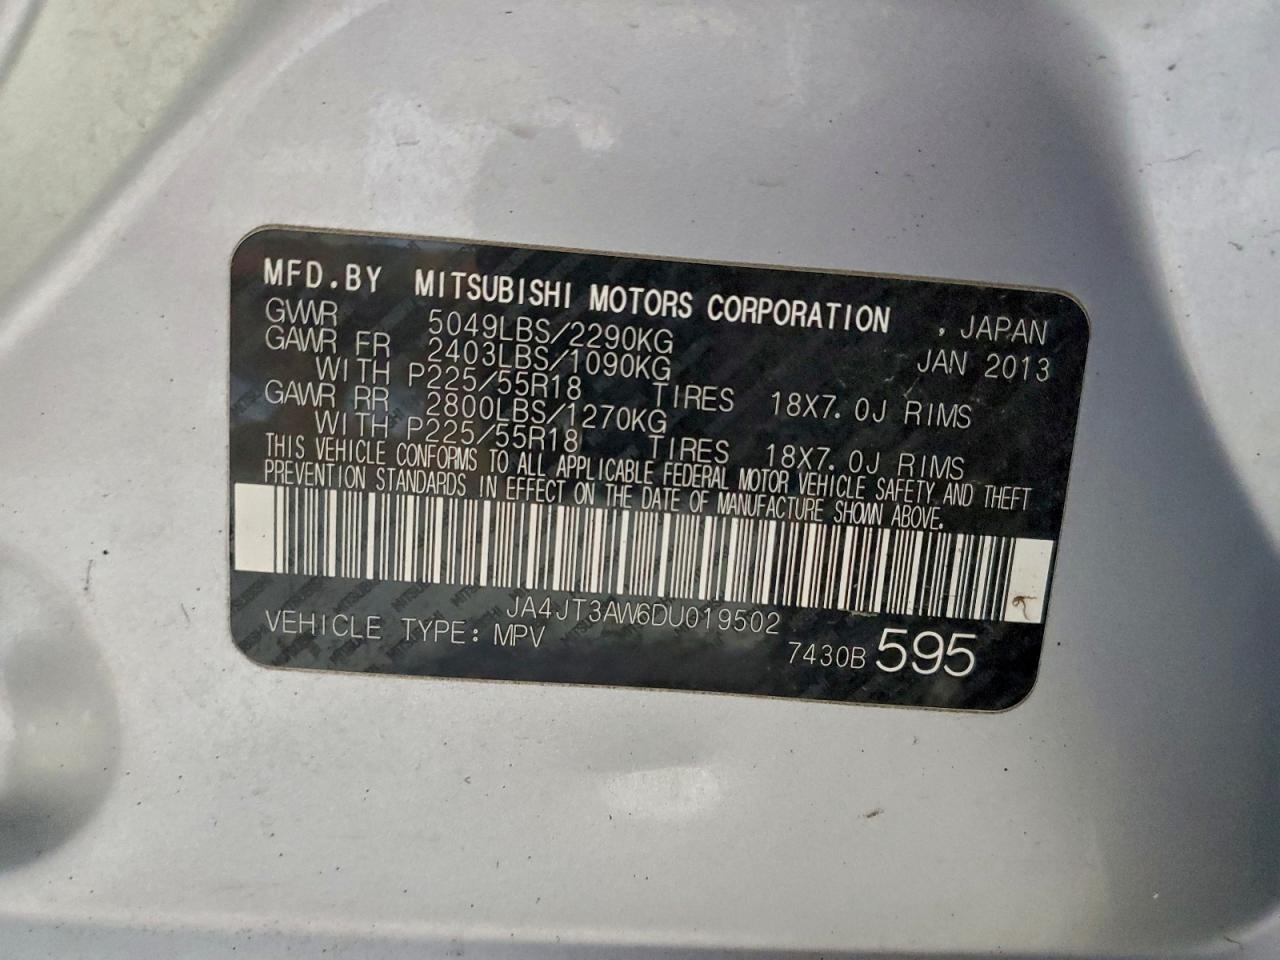 MFD.BY MITSUBISHI MOTORS CORPORATION , JAPAN
GVWR 5049LBS/2290KG JAN 2013
GAWR FR 2403LBS/1090KG
WITH P225/55R18 TIRES 18X7.0J RIMS
GAWR RR 2800LBS/1270KG
WITH P225/55R18 TIRES 18X7.0J RIMS
THIS VEHICLE CONFORMS TO ALL APPLICABLE FEDERAL MOTOR VEHICLE SAFETY AND THEFT
PREVENTION STANDARDS IN EFFECT ON THE DATE OF MANUFACTURE SHOWN ABOVE.
JA4JT3AW6DU019502
VEHICLE TYPE: MPV
7430B 595